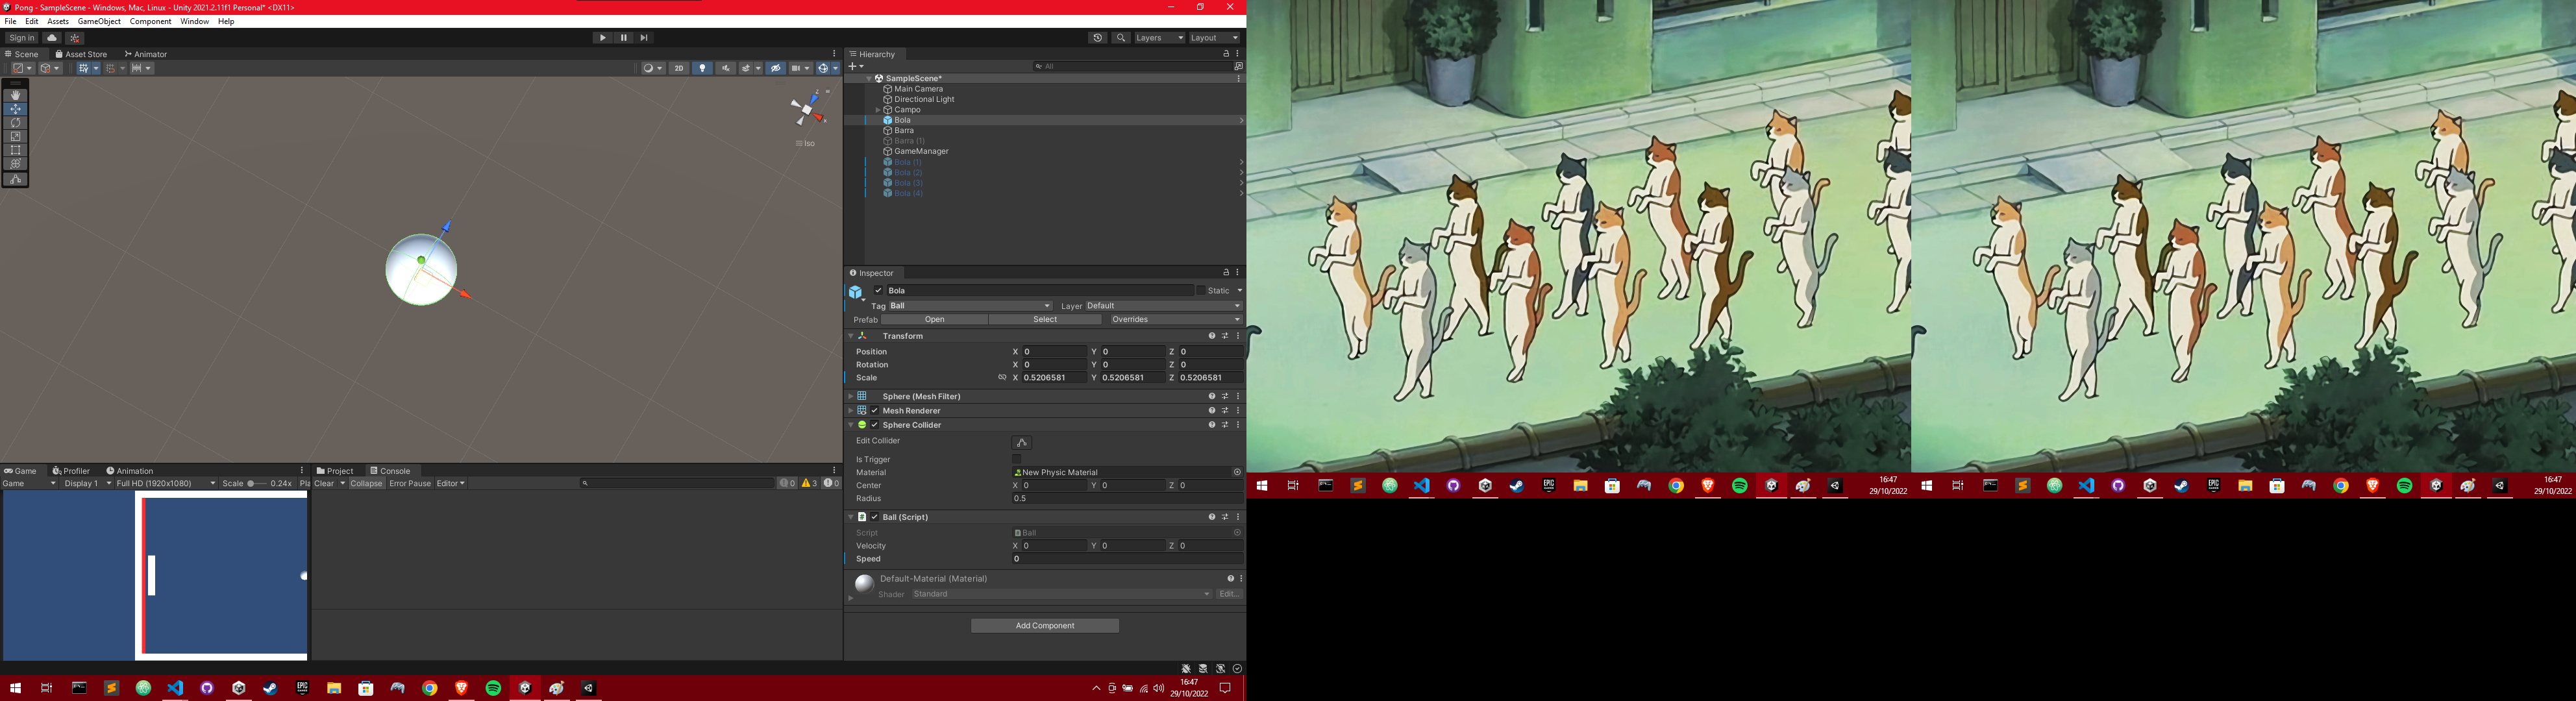 Pong - SampleScene - Windows, Mac, Linux - Unity 2021.2.11f1 Personal* <DX11>
File Edit Assets GameObject Component Window Help
Sign in
Layers Layout
Scene Asset Store Animator
2D
Iso
Hierarchy
All
SampleScene*
Main Camera
Directional Light
Campo
Bola
Barra
Barra (1)
GameManager
Bola (1)
Bola (2)
Bola (3)
Bola (4)
Inspector
Bola Static
Tag Ball Layer Default
Prefab Open Select Overrides
Transform
Position X 0 Y 0 Z 0
Rotation X 0 Y 0 Z 0
Scale X 0.5206581 Y 0.5206581 Z 0.5206581
Sphere (Mesh Filter)
Mesh Renderer
Sphere Collider
Edit Collider
Is Trigger
Material New Physic Material
Center X 0 Y 0 Z 0
Radius 0.5
Ball (Script)
Script Ball
Velocity X 0 Y 0 Z 0
Speed 0
Default-Material (Material)
Shader Standard Edit...
Add Component
Game Profiler Animation
Game Display 1 Full HD (1920x1080) Scale 0.24x Pla
Project Console
Clear Collapse Error Pause Editor 0 3 0
16:47
29/10/2022
16:47
29/10/2022
16:47
29/10/2022